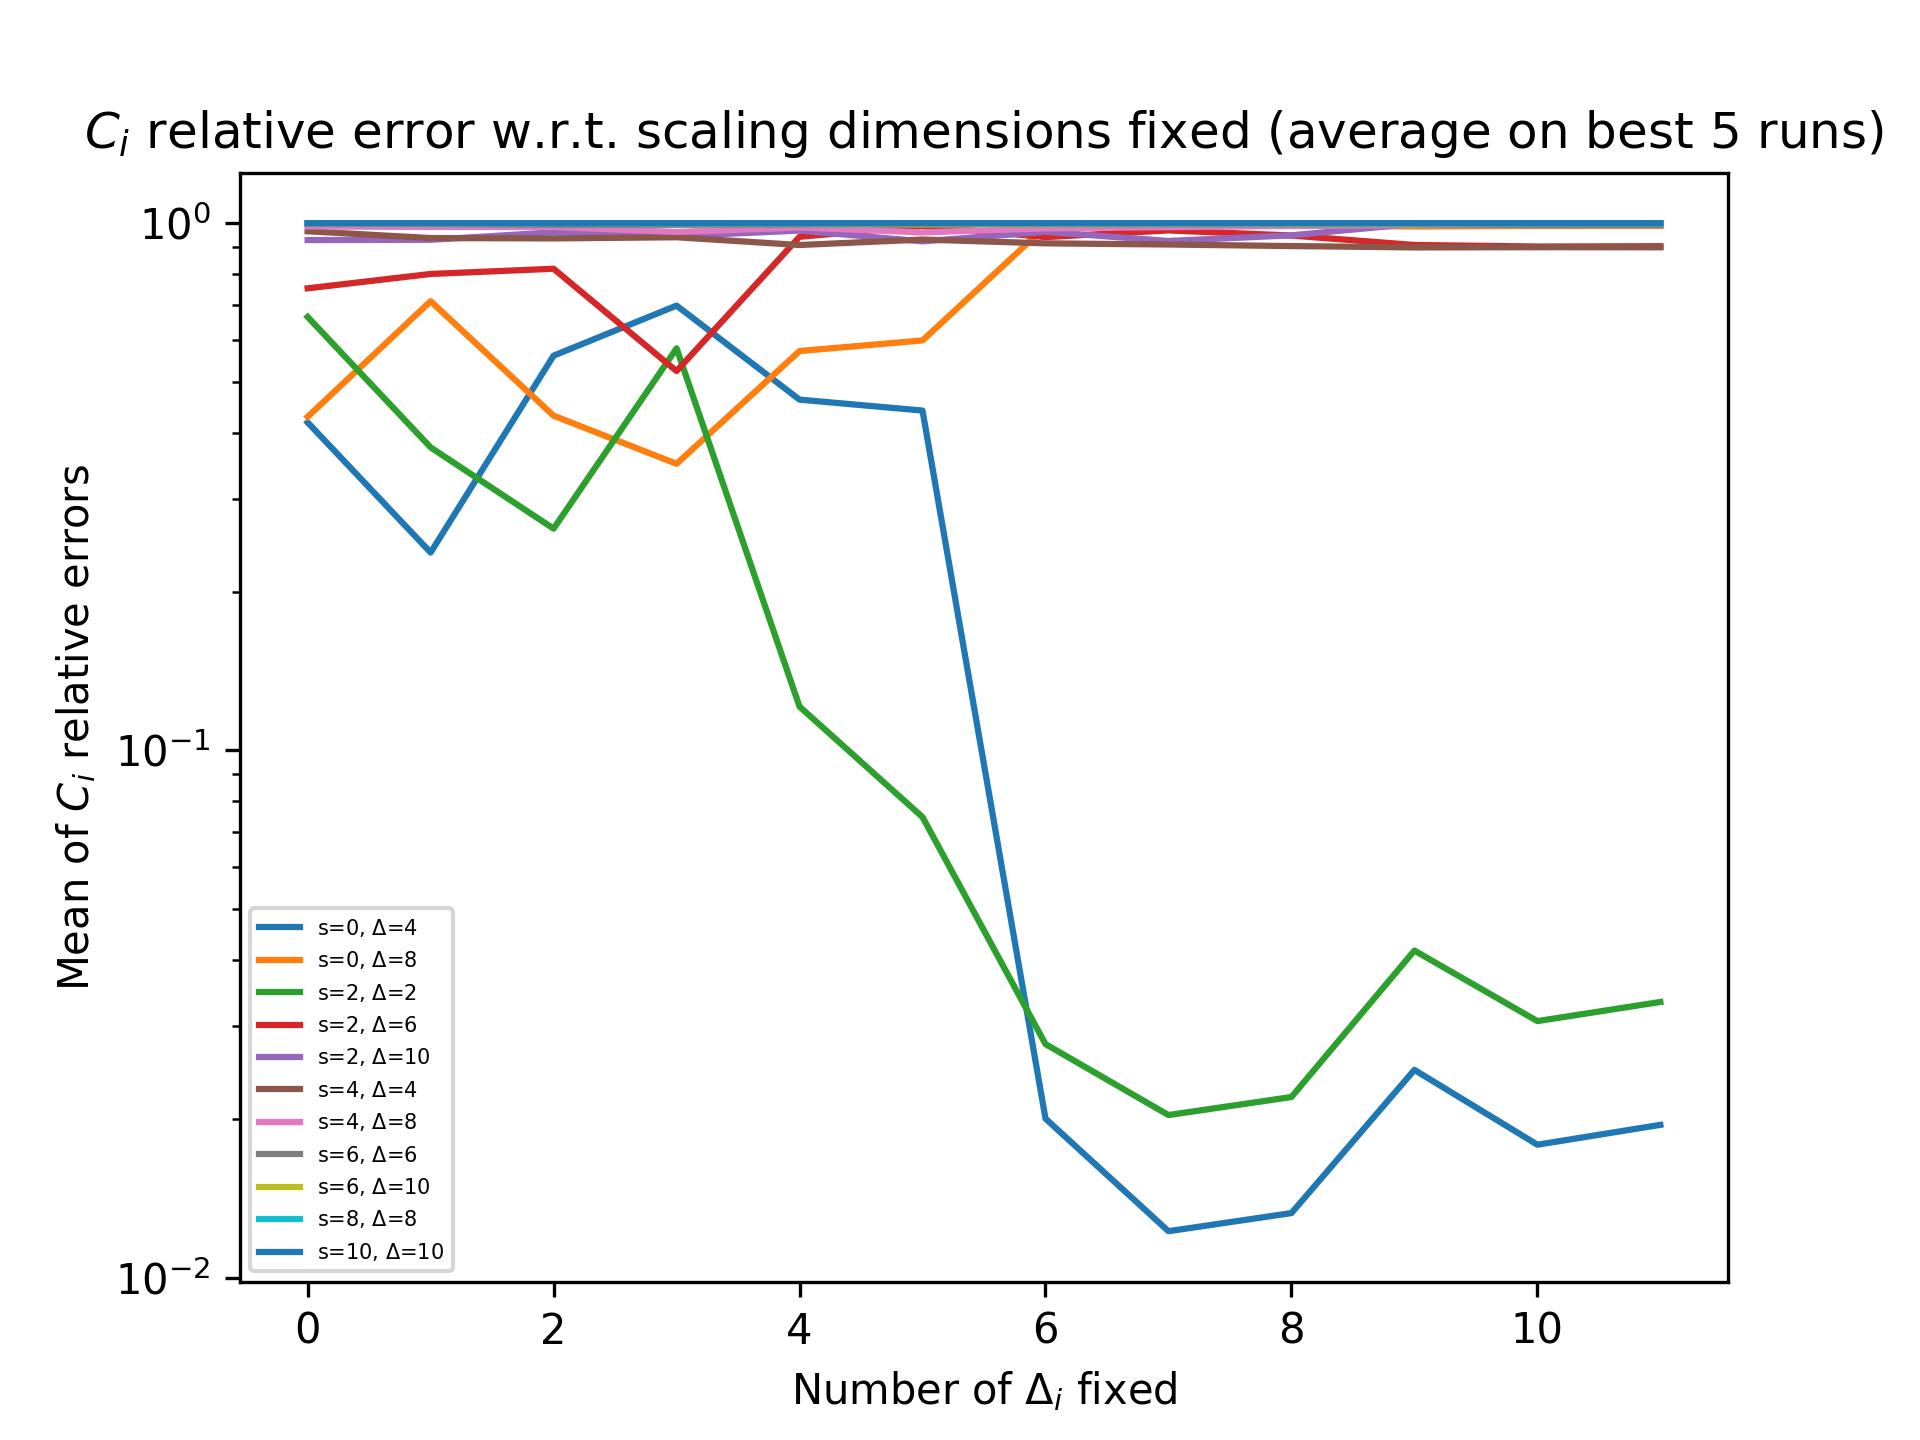 C_i relative error w.r.t. scaling dimensions fixed (average on best 5 runs)
Mean of C_i relative errors
10^0
10^−1
10^−2
s=0, Δ=4
s=0, Δ=8
s=2, Δ=2
s=2, Δ=6
s=2, Δ=10
s=4, Δ=4
s=4, Δ=8
s=6, Δ=6
s=6, Δ=10
s=8, Δ=8
s=10, Δ=10
0 2 4 6 8 10
Number of Δ_i fixed